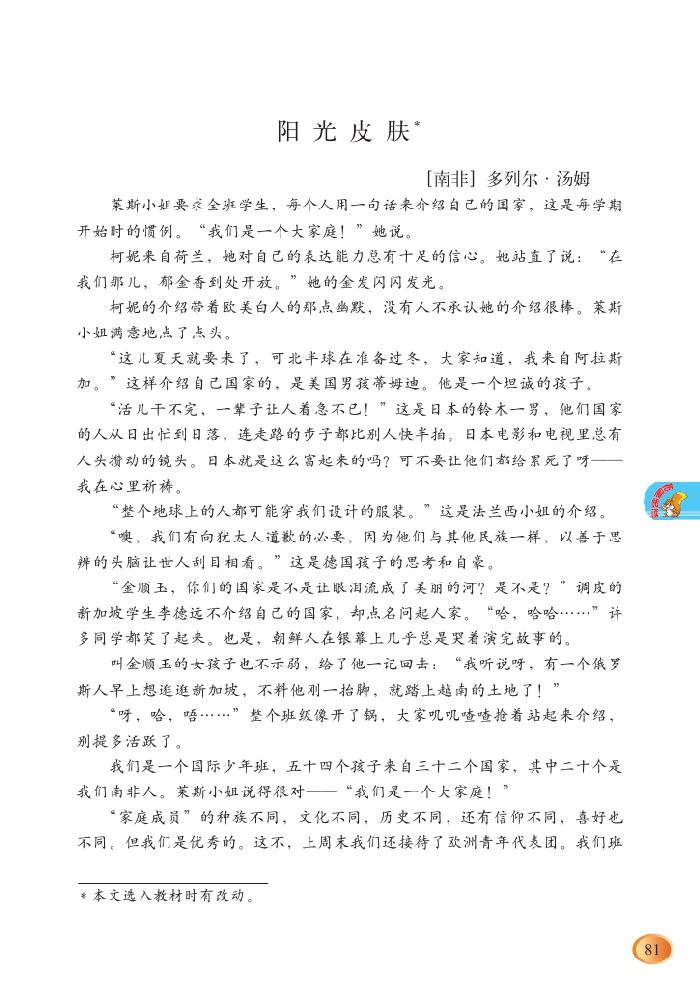 阳光皮肤*
[南非] 多列尔·汤姆
莱斯小姐要求全班学生，每个人用一句话来介绍自己的国家，这是每学期
开始时的惯例。“我们是一个大家庭！”她说。
柯妮来自荷兰，她对自己的表达能力总有十足的信心。她站直了说：“在
我们那儿，郁金香到处开放。”她的金发闪闪发光。
柯妮的介绍带着欧美白人的那点幽默，没有人不承认她的介绍很棒。莱斯
小姐满意地点了点头。
“这儿夏天就要来了，可北半球在准备过冬，大家知道，我来自阿拉斯
加。”这样介绍自己国家的，是美国男孩蒂姆迪。他是一个坦诚的孩子。
“活儿干不完，一辈子让人着急不已！”这是日本的铃木一男，他们国家
的人从日出忙到日落，连走路的步子都比别人快半拍。日本电影和电视里总有
人头攒动的镜头。日本就是这么富起来的吗？可不要让他们都给累死了呀——
我在心里祈祷。
“整个地球上的人都可能穿我们设计的服装。”这是法兰西小姐的介绍。
“噢，我们有向犹太人道歉的必要，因为他们与其他民族一样，以善于思
辨的头脑让世人刮目相看。”这是德国孩子的思考和自豪。
“金顺玉，你们的国家是不是让眼泪流成了美丽的河？是不是？”调皮的
新加坡学生李德远不介绍自己的国家，却点名问起人家。“哈，哈哈……”许
多同学都笑了起来。也是，朝鲜人在银幕上几乎总是哭着演完故事的。
叫金顺玉的女孩子也不示弱，给了他一记回击：“我听说呀，有一个俄罗
斯人早上想逛逛新加坡，不料他刚一抬脚，就踏上越南的土地了！”
“呀，哈，唔……”整个班级像开了锅，大家叽叽喳喳抢着站起来介绍，
别提多活跃了。
我们是一个国际少年班，五十四个孩子来自三十二个国家，其中二十个是
我们南非人。莱斯小姐说得很对——“我们是一个大家庭！”
“家庭成员”的种族不同，文化不同，历史不同，还有信仰不同，喜好也
不同。但我们是优秀的。这不，上周末我们还接待了欧洲青年代表团。我们班
* 本文选入教材时有改动。
81